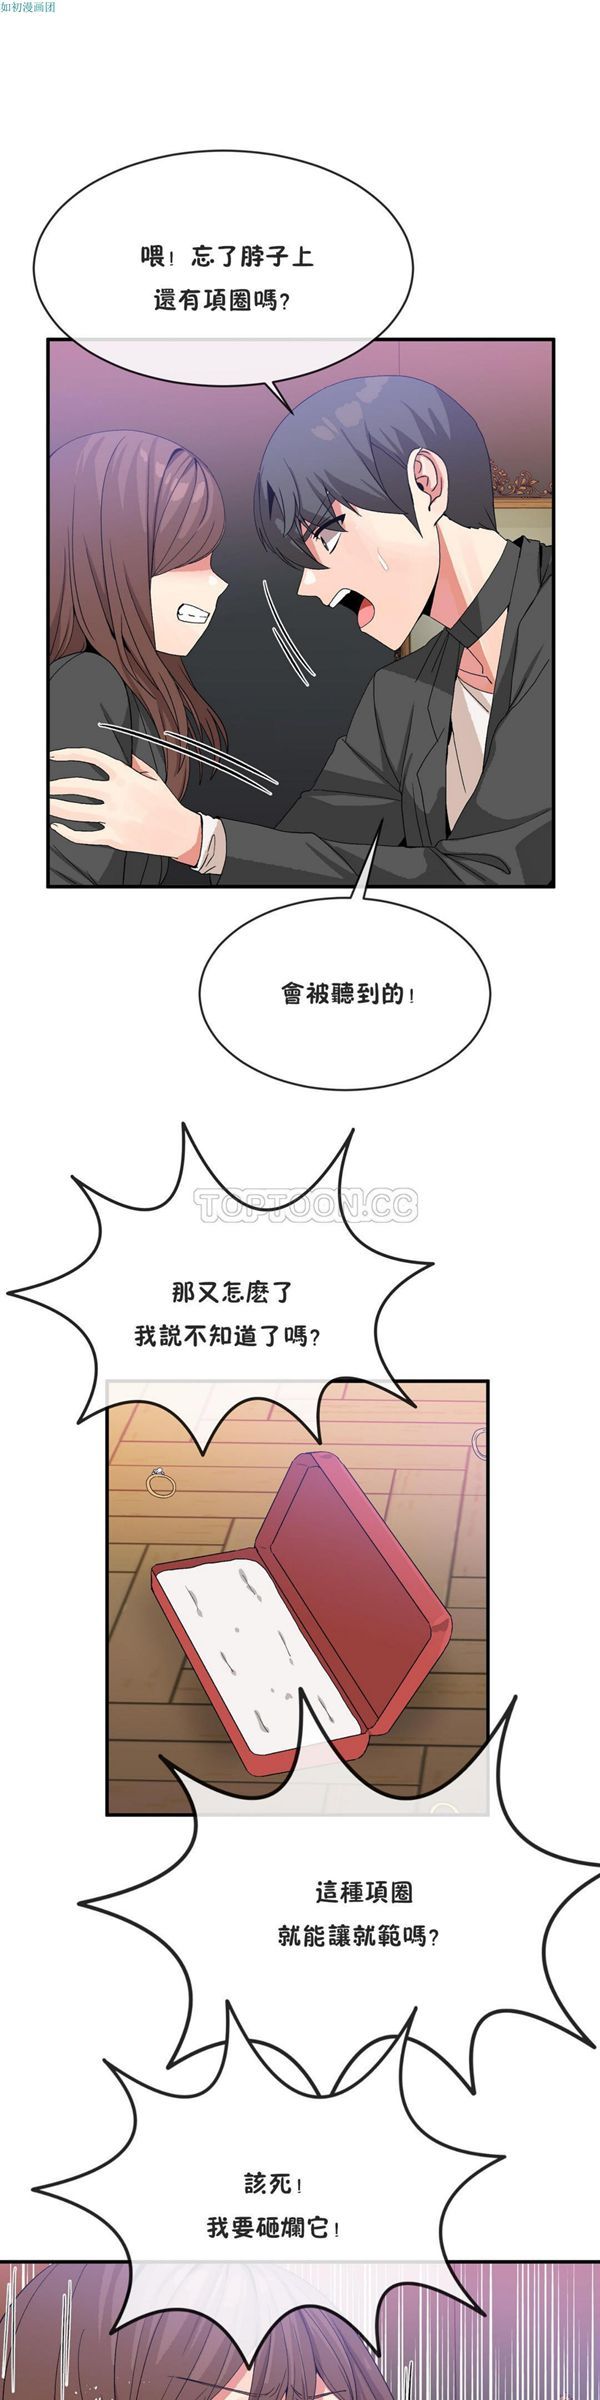 如初漫画团
喂！忘了脖子上
還有項圈嗎？
會被聽到的！
TOPTOON.CC
那又怎麽了
我說不知道了嗎？
這種項圈
就能讓就範嗎？
該死！
我要砸爛它！